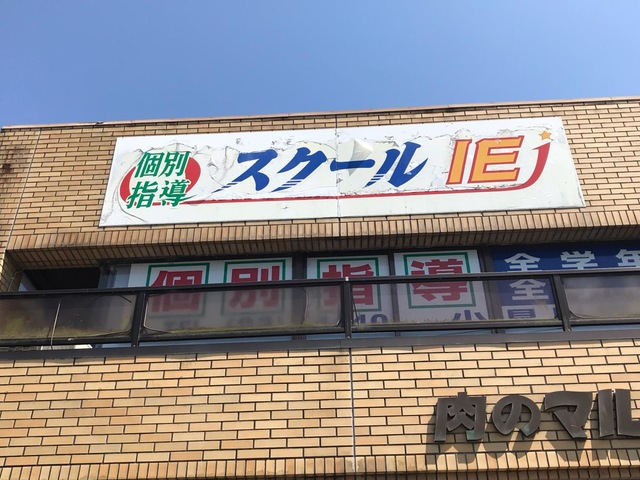 個別
指導
スクール IE
個別指導
全学年
全
肉のマル